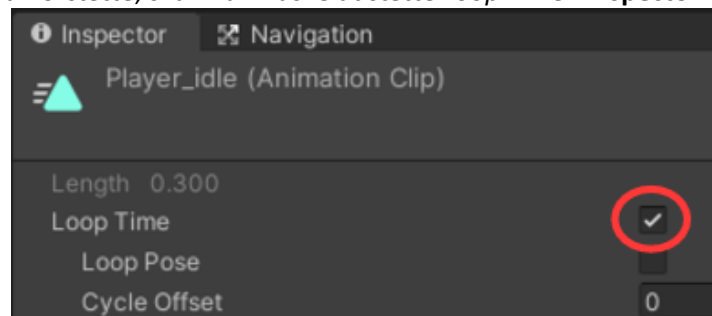 Inspector Navigation
Player_idle (Animation Clip)
Length 0.300
Loop Time
Loop Pose
Cycle Offset 0